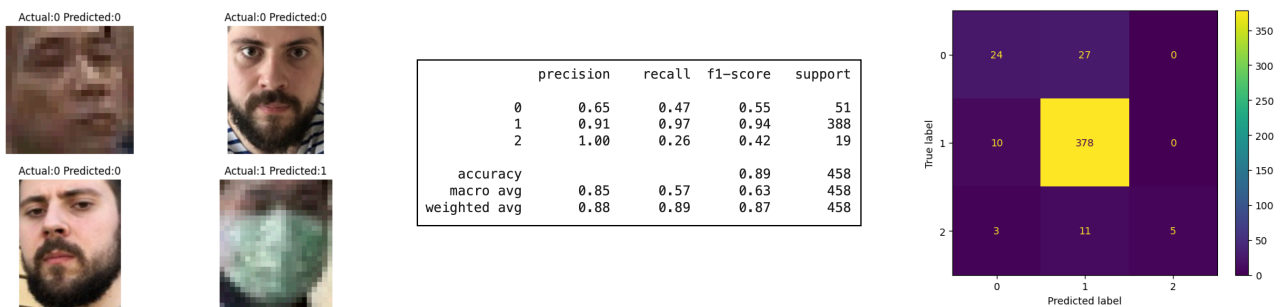 Actual:0 Predicted:0
Actual:0 Predicted:0
Actual:0 Predicted:0
Actual:1 Predicted:1
precision recall f1-score support
0 0.65 0.47 0.55 51
1 0.91 0.97 0.94 388
2 1.00 0.26 0.42 19
accuracy 0.89 458
macro avg 0.85 0.57 0.63 458
weighted avg 0.88 0.89 0.87 458
True label
0 24 27 0
1 10 378 0
2 3 11 5
0 1 2
Predicted label
350
300
250
200
150
100
50
0